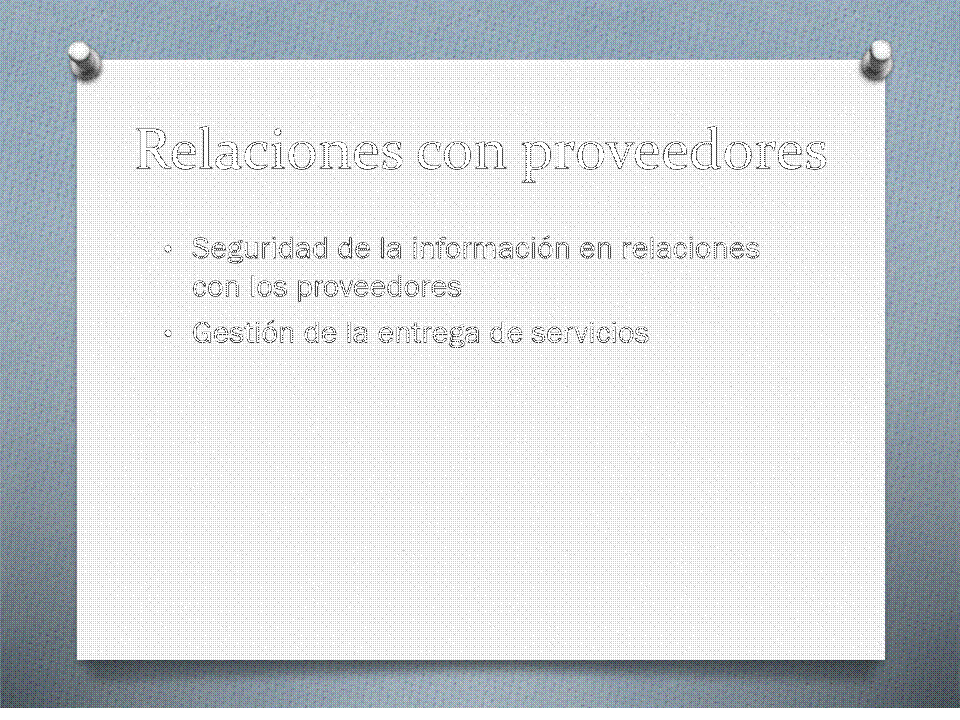 Relaciones con proveedores
• Seguridad de la información en relaciones
con los proveedores
• Gestión de la entrega de servicios